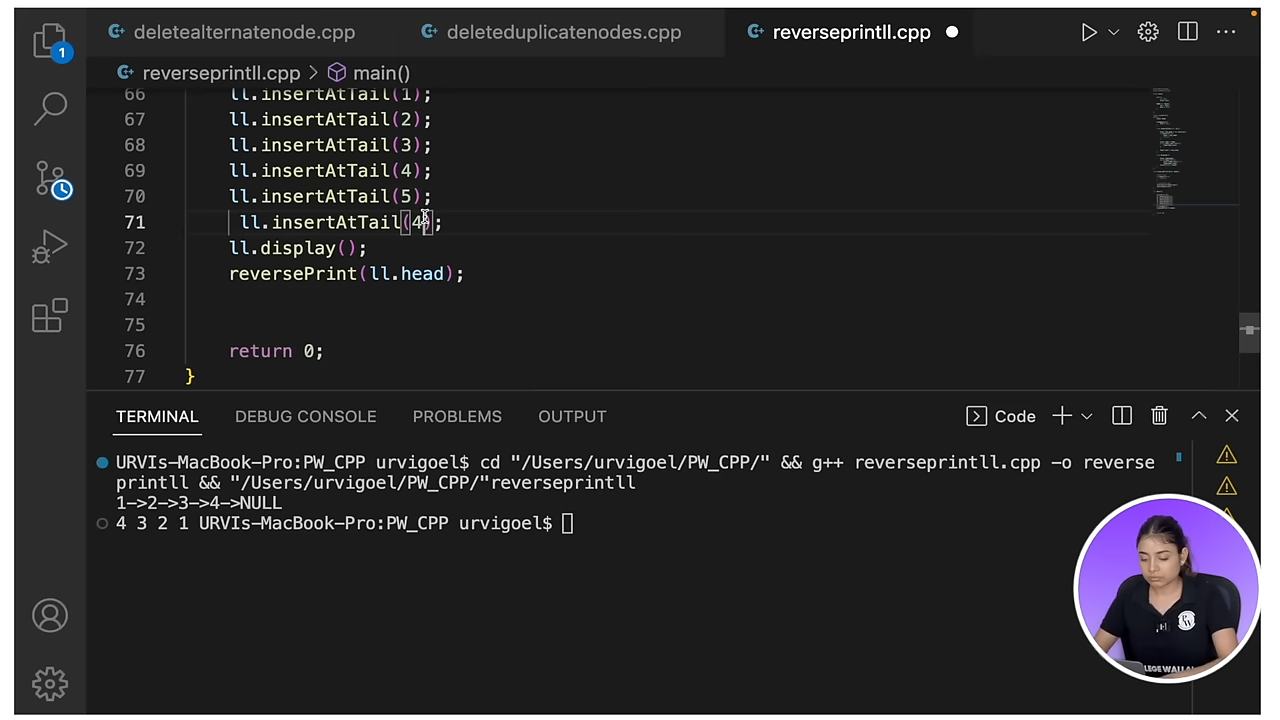 1
deletealternatenode.cpp
deleteduplicatenodes.cpp
reverseprintll.cpp
reverseprintll.cpp > main()
66 ll.insertAtTail(1);
67 ll.insertAtTail(2);
68 ll.insertAtTail(3);
69 ll.insertAtTail(4);
70 ll.insertAtTail(5);
71 ll.insertAtTail(4);
72 ll.display();
73 reversePrint(ll.head);
74
75
76 return 0;
77 }
TERMINAL DEBUG CONSOLE PROBLEMS OUTPUT Code
URVIs-MacBook-Pro:PW_CPP urvigoel$ cd "/Users/urvigoel/PW_CPP/" && g++ reverseprintll.cpp -o reverse
printll && "/Users/urvigoel/PW_CPP/"reverseprintll
1->2->3->4->NULL
4 3 2 1 URVIs-MacBook-Pro:PW_CPP urvigoel$
PW